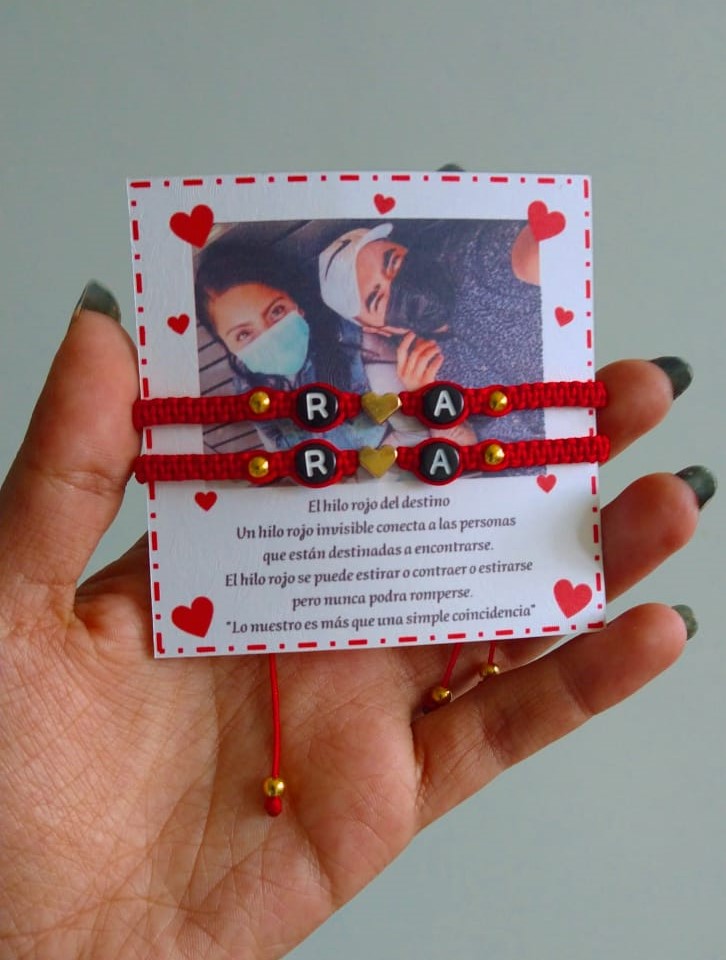 R A
R A
El hilo rojo del destino
Un hilo rojo invisible conecta a las personas
que están destinadas a encontrarse.
El hilo rojo se puede estirar o contraer o estirarse
pero nunca podra romperse.
"Lo nuestro es más que una simple coincidencia"